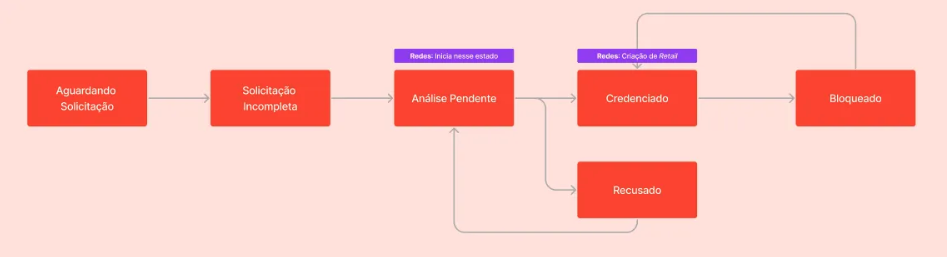 Redes: Inicia nesse estado
Redes: Criação de Retail
Aguardando
Solicitação
Solicitação
Incompleta
Análise Pendente
Credenciado
Bloqueado
Recusado